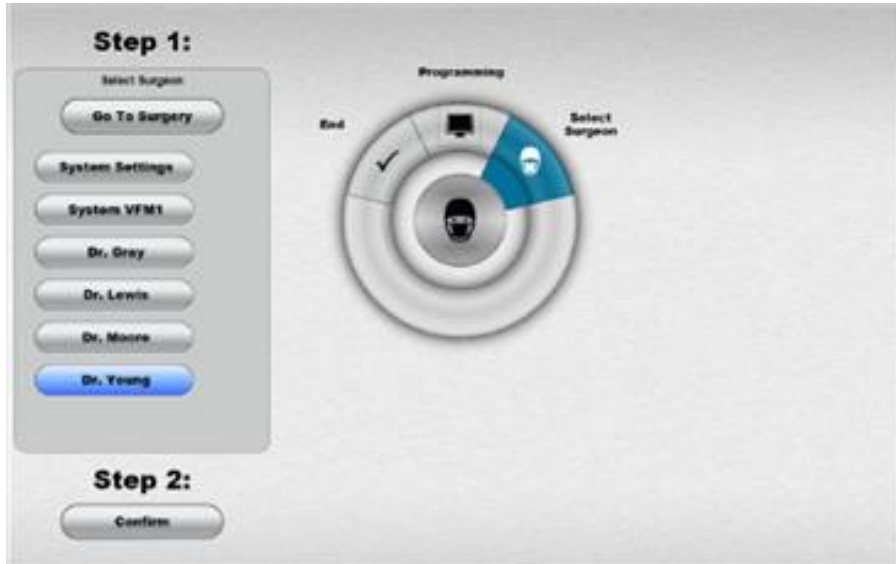 Step 1:
Select Surgeon
Go To Surgery
System Settings
System VFM1
Dr. Gray
Dr. Lewis
Dr. Moore
Dr. Young
Step 2:
Confirm
Programming
End
Select
Surgeon